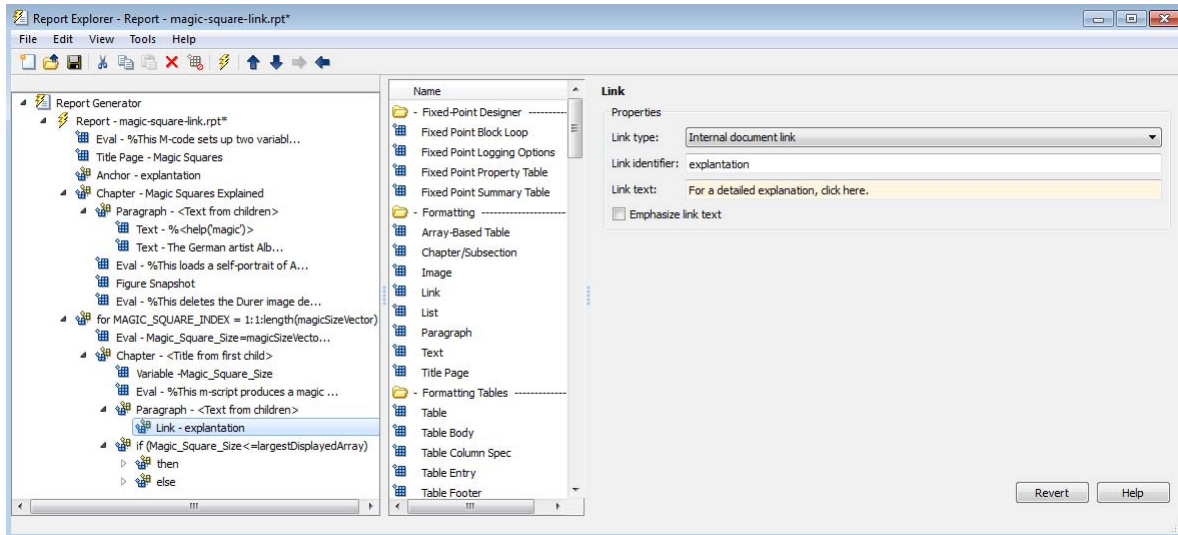 Report Explorer - Report - magic-square-link.rpt*
File Edit View Tools Help
Report Generator
Report - magic-square-link.rpt*
Eval - %This M-code sets up two variabl...
Title Page - Magic Squares
Anchor - explantation
Chapter - Magic Squares Explained
Paragraph - <Text from children>
Text - %<help('magic')>
Text - The German artist Alb...
Eval - %This loads a self-portrait of A...
Figure Snapshot
Eval - %This deletes the Durer image de...
for MAGIC_SQUARE_INDEX = 1:1:length(magicSizeVector)
Eval - Magic_Square_Size=magicSizeVecto...
Chapter - <Title from first child>
Variable -Magic_Square_Size
Eval - %This m-script produces a magic ...
Paragraph - <Text from children>
Link - explantation
if (Magic_Square_Size<=largestDisplayedArray)
then
else
Name
- Fixed-Point Designer ----------
Fixed Point Block Loop
Fixed Point Logging Options
Fixed Point Property Table
Fixed Point Summary Table
- Formatting ----------------------
Array-Based Table
Chapter/Subsection
Image
Link
List
Paragraph
Text
Title Page
- Formatting Tables -------------
Table
Table Body
Table Column Spec
Table Entry
Table Footer
Link
Properties
Link type: Internal document link
Link identifier: explantation
Link text: For a detailed explanation, click here.
Emphasize link text
Revert Help